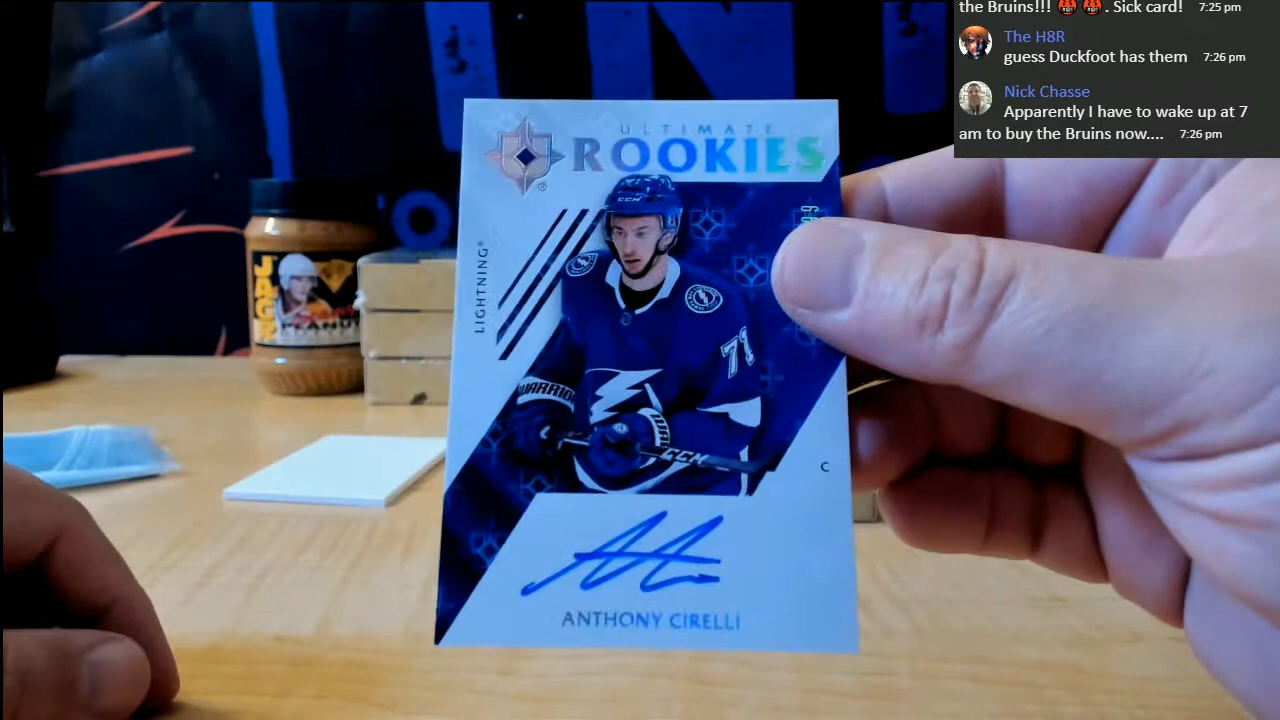 the Bruins!!! 🤬 🤬. Sick card! 7:25 pm
The H8R
guess Duckfoot has them 7:26 pm
Nick Chasse
Apparently I have to wake up at 7
am to buy the Bruins now.... 7:26 pm
ULTIMATE
ROOKIES
®
LIGHTNING®
CCM
71
WARRIOR
CCM
C
ANTHONY CIRELLI
JAGR
PEANUT